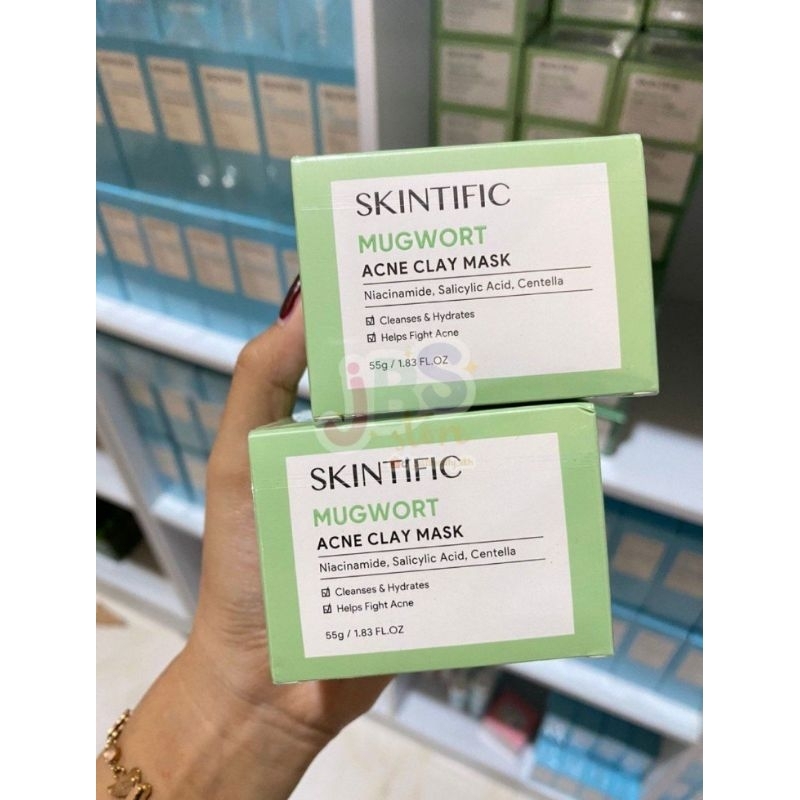 SKINTIFIC
MUGWORT
ACNE CLAY MASK
Niacinamide, Salicylic Acid, Centella
Cleanses & Hydrates
Helps Fight Acne
55g / 1.83 FL.OZ
JBS
SKINTIFIC
MUGWORT
ACNE CLAY MASK
Niacinamide, Salicylic Acid, Centella
Cleanses & Hydrates
Helps Fight Acne
55g / 1.83 FL.OZ